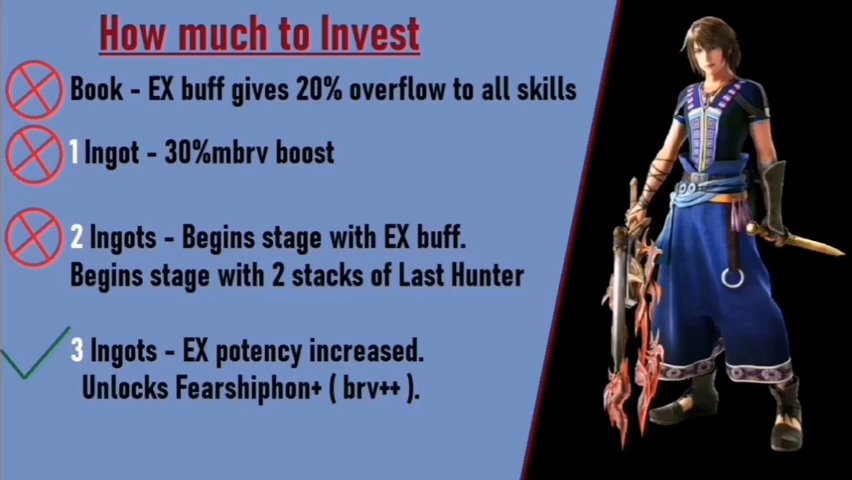 How much to Invest
Book - EX buff gives 20% overflow to all skills
1 Ingot - 30%mbrv boost
2 Ingots - Begins stage with EX buff.
Begins stage with 2 stacks of Last Hunter
3 Ingots - EX potency increased.
Unlocks Fearshiphon+ ( brv++ ).